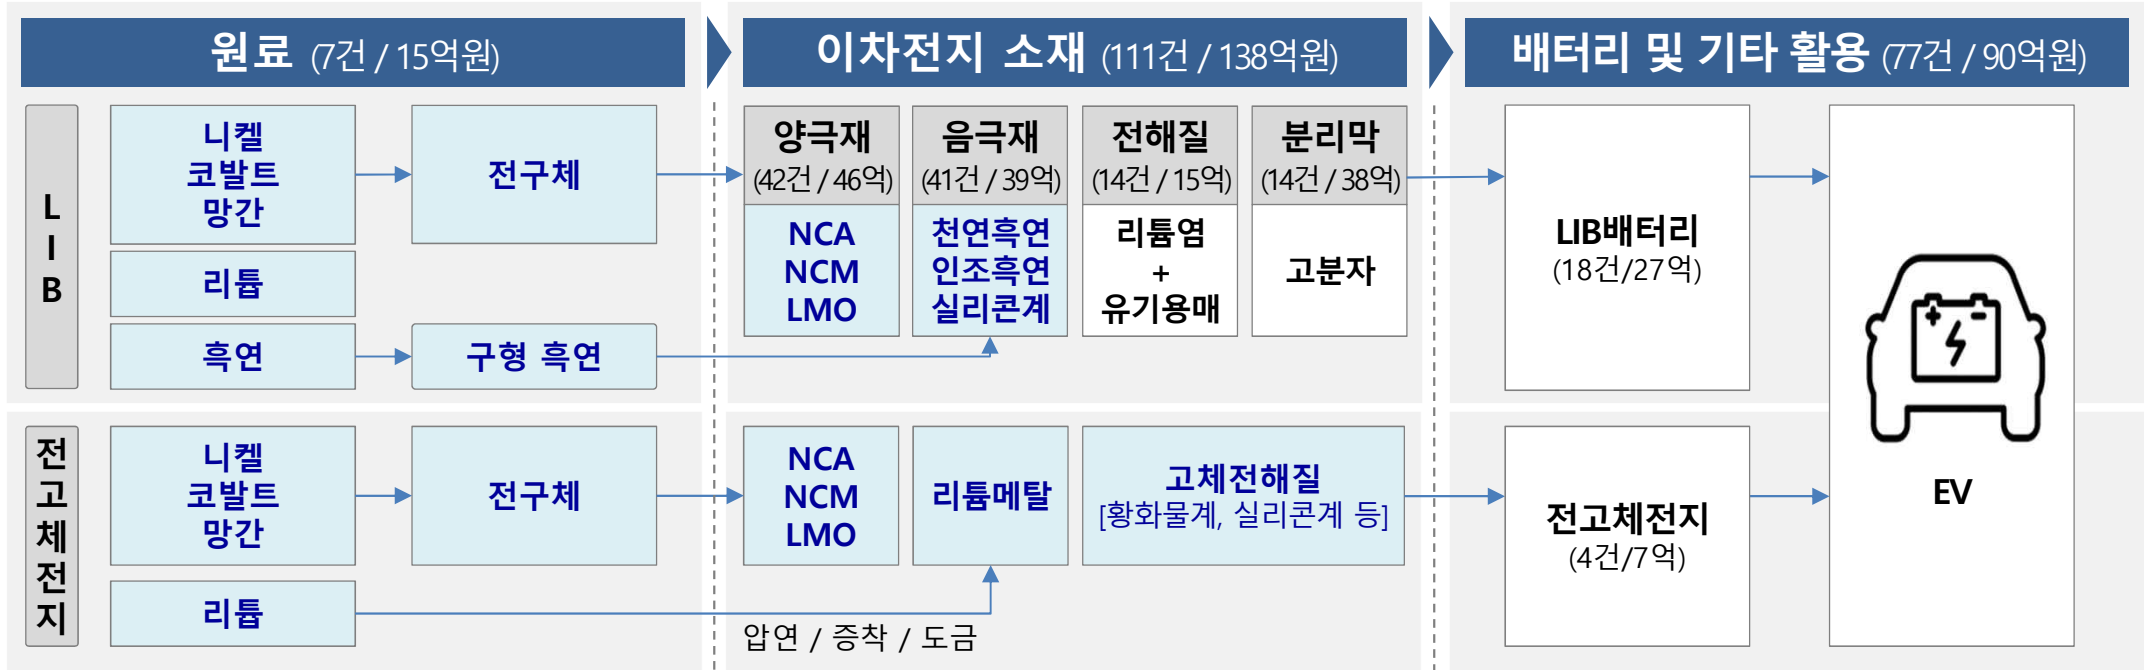 원료 (7건 / 15억원)
이차전지 소재 (111건 / 138억원)
배터리 및 기타 활용 (77건 / 90억원)
L
I
B
니켈
코발트
망간
전구체
리튬
흑연
구형 흑연
양극재
(42건 / 46억)
NCA
NCM
LMO
음극재
(41건 / 39억)
천연흑연
인조흑연
실리콘계
전해질
(14건 / 15억)
리튬염
+
유기용매
분리막
(14건 / 38억)
고분자
LIB배터리
(18건/27억)
전
고
체
전
지
니켈
코발트
망간
전구체
리튬
NCA
NCM
LMO
리튬메탈
고체전해질
[황화물계, 실리콘계 등]
압연 / 증착 / 도금
전고체전지
(4건/7억)
EV